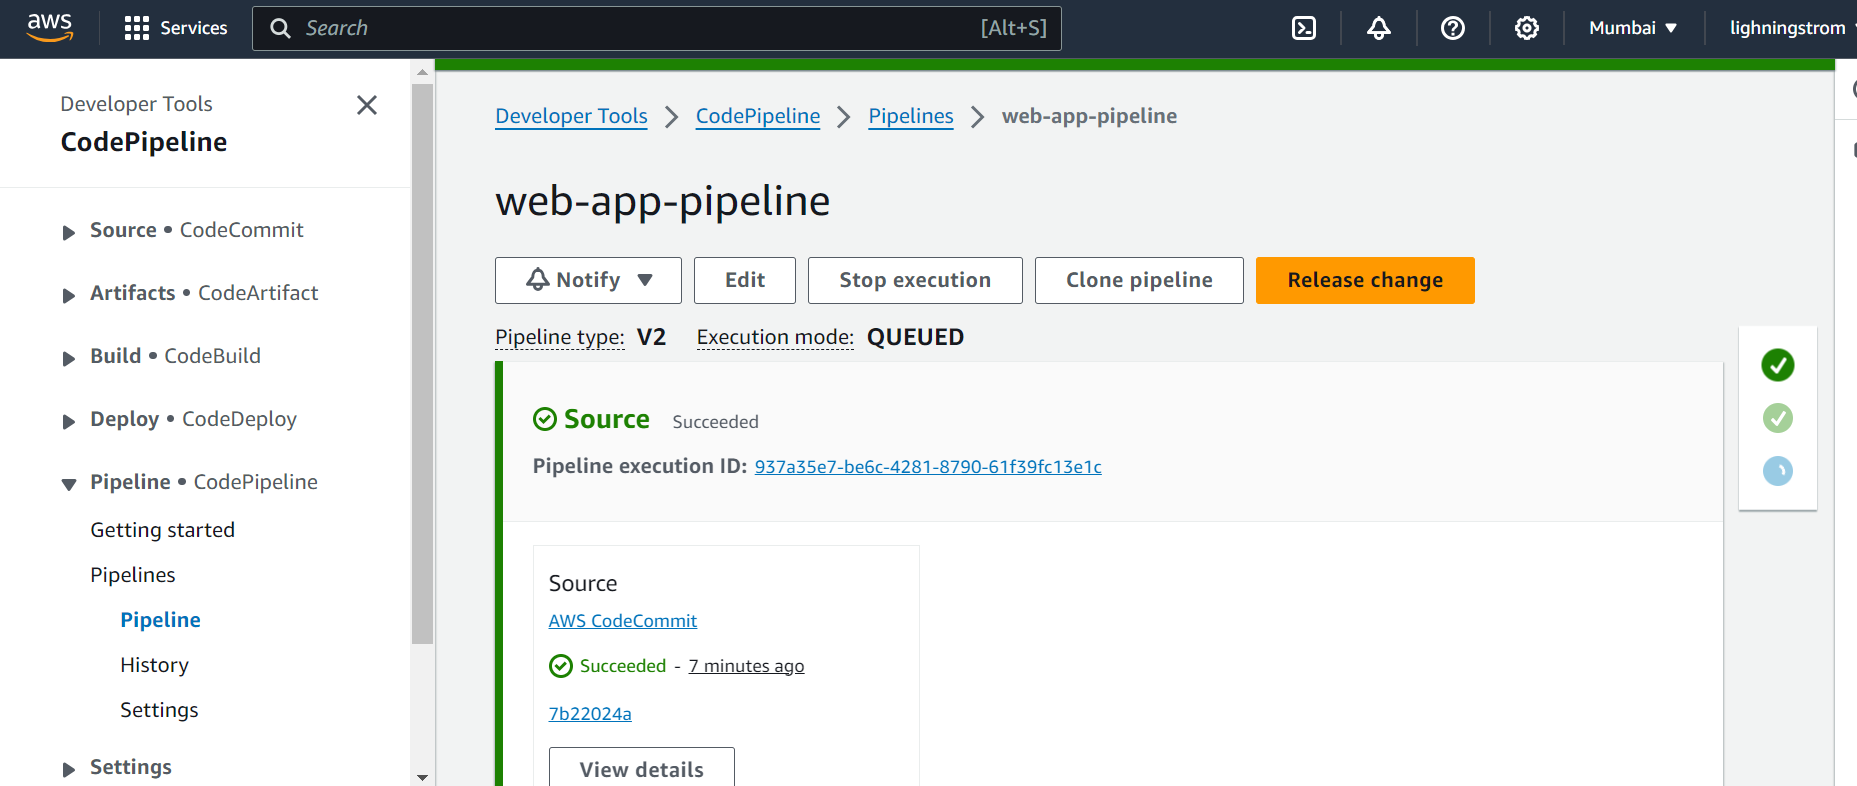 aws
Services
Search [Alt+S]
Mumbai
lighningstrom
Developer Tools
CodePipeline
Source • CodeCommit
Artifacts • CodeArtifact
Build • CodeBuild
Deploy • CodeDeploy
Pipeline • CodePipeline
Getting started
Pipelines
Pipeline
History
Settings
Settings
Developer Tools > CodePipeline > Pipelines > web-app-pipeline
web-app-pipeline
Notify
Edit
Stop execution
Clone pipeline
Release change
Pipeline type: V2 Execution mode: QUEUED
Source Succeeded
Pipeline execution ID: 937a35e7-be6c-4281-8790-61f39fc13e1c
Source
AWS CodeCommit
Succeeded - 7 minutes ago
7b22024a
View details